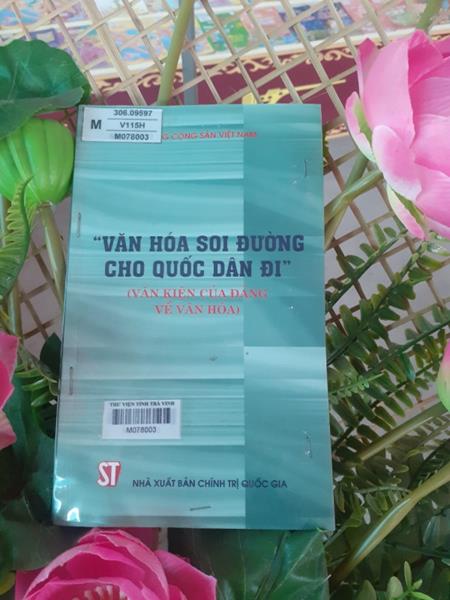 306.09597
M
V115H
M078003
CỘNG SẢN VIỆT NAM
“VĂN HÓA SOI ĐƯỜNG
CHO QUỐC DÂN ĐI”
(VĂN KIỆN CỦA ĐẢNG
VỀ VĂN HÓA)
THƯ VIỆN TỈNH TRÀ VINH
M078003
ST
NHÀ XUẤT BẢN CHÍNH TRỊ QUỐC GIA